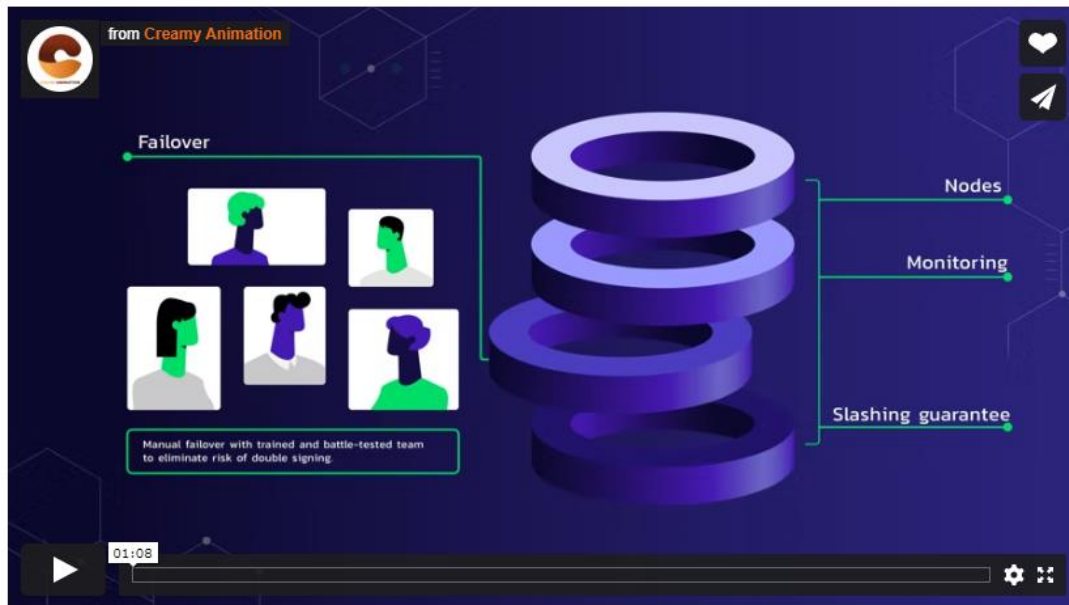 from Creamy Animation
Failover
Nodes
Monitoring
Slashing guarantee
Manual failover with trained and battle-tested team
to eliminate risk of double signing.
01:08